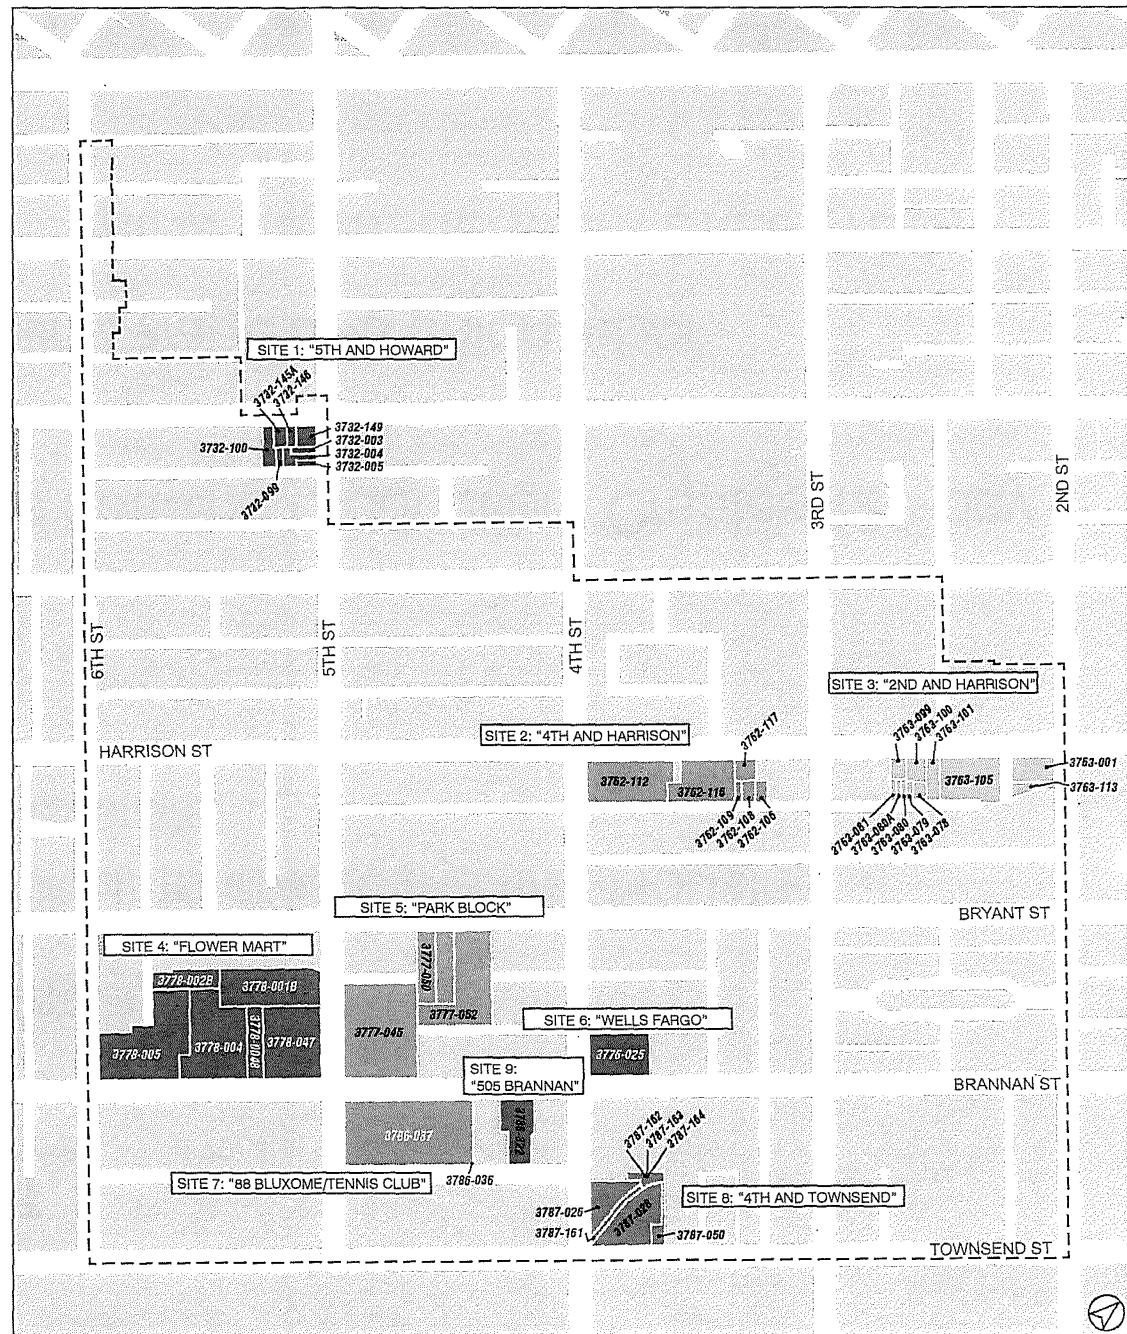 SITE 1: "5TH AND HOWARD"
3732-145A
3732-146
3732-149
3732-100
3732-003
3732-004
3732-005
3732-099
3RD ST
2ND ST
6TH ST
5TH ST
4TH ST
SITE 3: "2ND AND HARRISON"
3763-099
3763-100
3763-101
SITE 2: "4TH AND HARRISON"
3762-117
HARRISON ST
3762-112
3762-116
3763-105
3763-001
3763-113
3762-109
3762-108
3762-106
3763-081
3763-080A
3763-080
3763-079
3763-078
SITE 5: "PARK BLOCK"
BRYANT ST
SITE 4: "FLOWER MART"
3778-002B
3778-001B
3777-050
3777-052
3777-045
SITE 6: "WELLS FARGO"
3778-005
3778-004
3778-004B
3778-047
3776-025
SITE 9:
"505 BRANNAN"
BRANNAN ST
3786-037
3786-036
SITE 7: "88 BLUXOME/TENNIS CLUB"
3787-162
3787-163
3787-164
SITE 8: "4TH AND TOWNSEND"
3787-026
3787-028
3787-161
3787-050
TOWNSEND ST